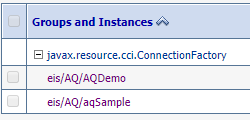 Groups and Instances
javax.resource.cci.ConnectionFactory
eis/AQ/AQDemo
eis/AQ/aqSample